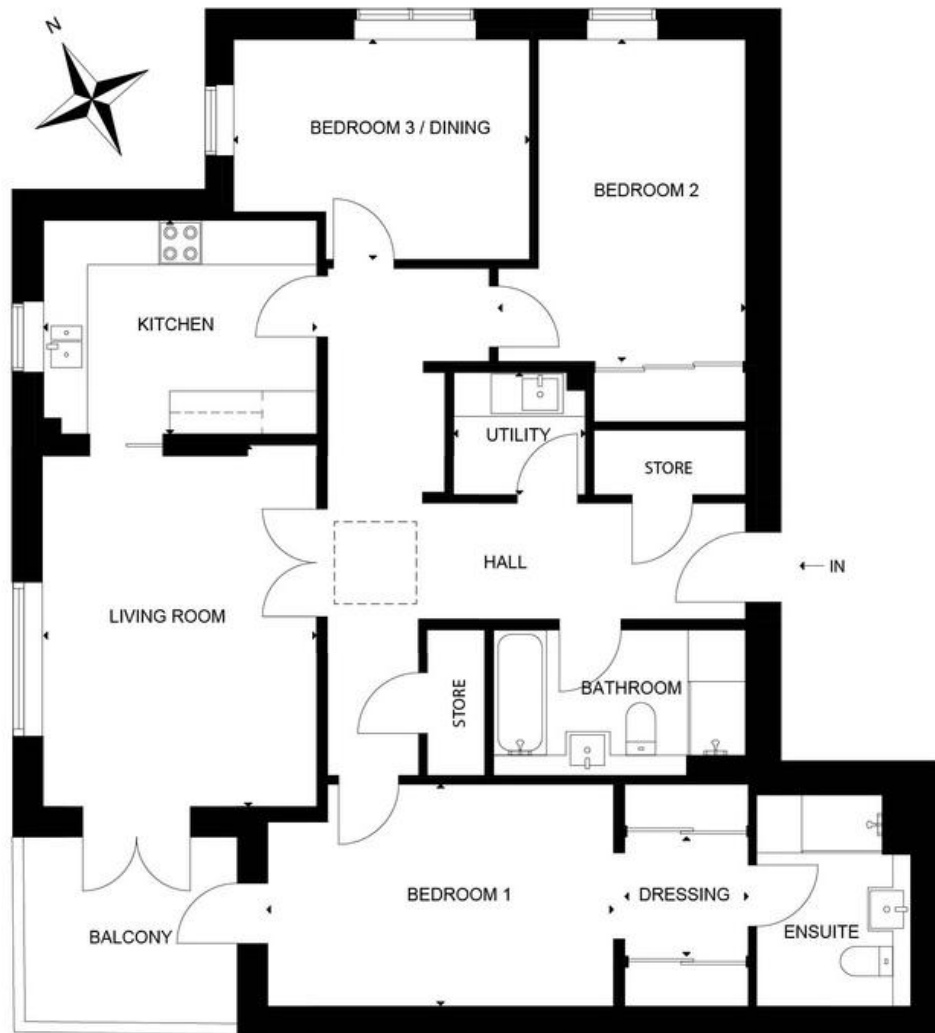 N
BEDROOM 3 / DINING
BEDROOM 2
KITCHEN
UTILITY
STORE
HALL
IN
LIVING ROOM
BATHROOM
STORE
BEDROOM 1
DRESSING
ENSUITE
BALCONY